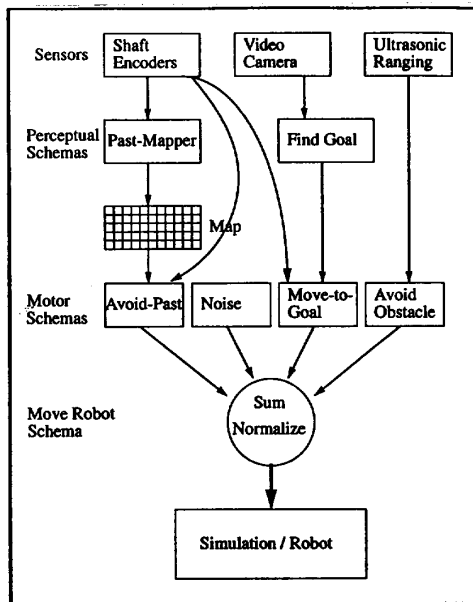 Sensors
Shaft
Encoders
Video
Camera
Ultrasonic
Ranging
Perceptual
Schemas
Past-Mapper
Find Goal
Map
Motor
Schemas
Avoid-Past
Noise
Move-to-
Goal
Avoid
Obstacle
Move Robot
Schema
Sum
Normalize
Simulation / Robot